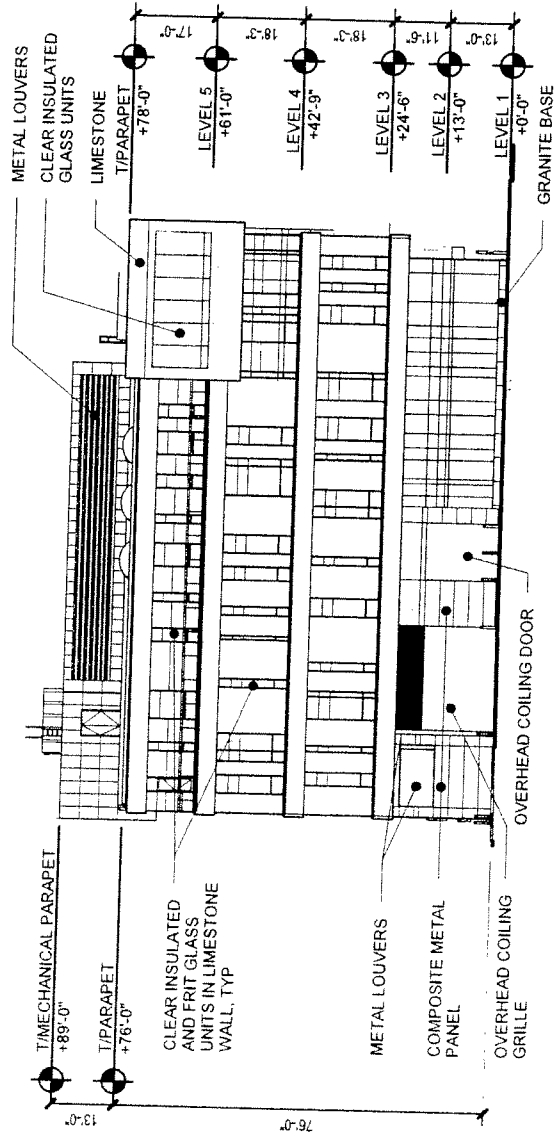 T/MECHANICAL PARAPET
+89'-0"
T/PARAPET
+76'-0"
13'-0"
76'-0"
CLEAR INSULATED
AND FRIT GLASS
UNITS IN LIMESTONE
WALL, TYP
METAL LOUVERS
COMPOSITE METAL
PANEL
OVERHEAD COILING
GRILLE
OVERHEAD COILING DOOR
METAL LOUVERS
CLEAR INSULATED
GLASS UNITS
LIMESTONE
T/PARAPET
+78'-0"
17'-0"
LEVEL 5
+61'-0"
18'-3"
LEVEL 4
+42'-9"
18'-3"
LEVEL 3
+24'-6"
11'-6"
LEVEL 2
+13'-0"
13'-0"
LEVEL 1
+0'-0"
GRANITE BASE